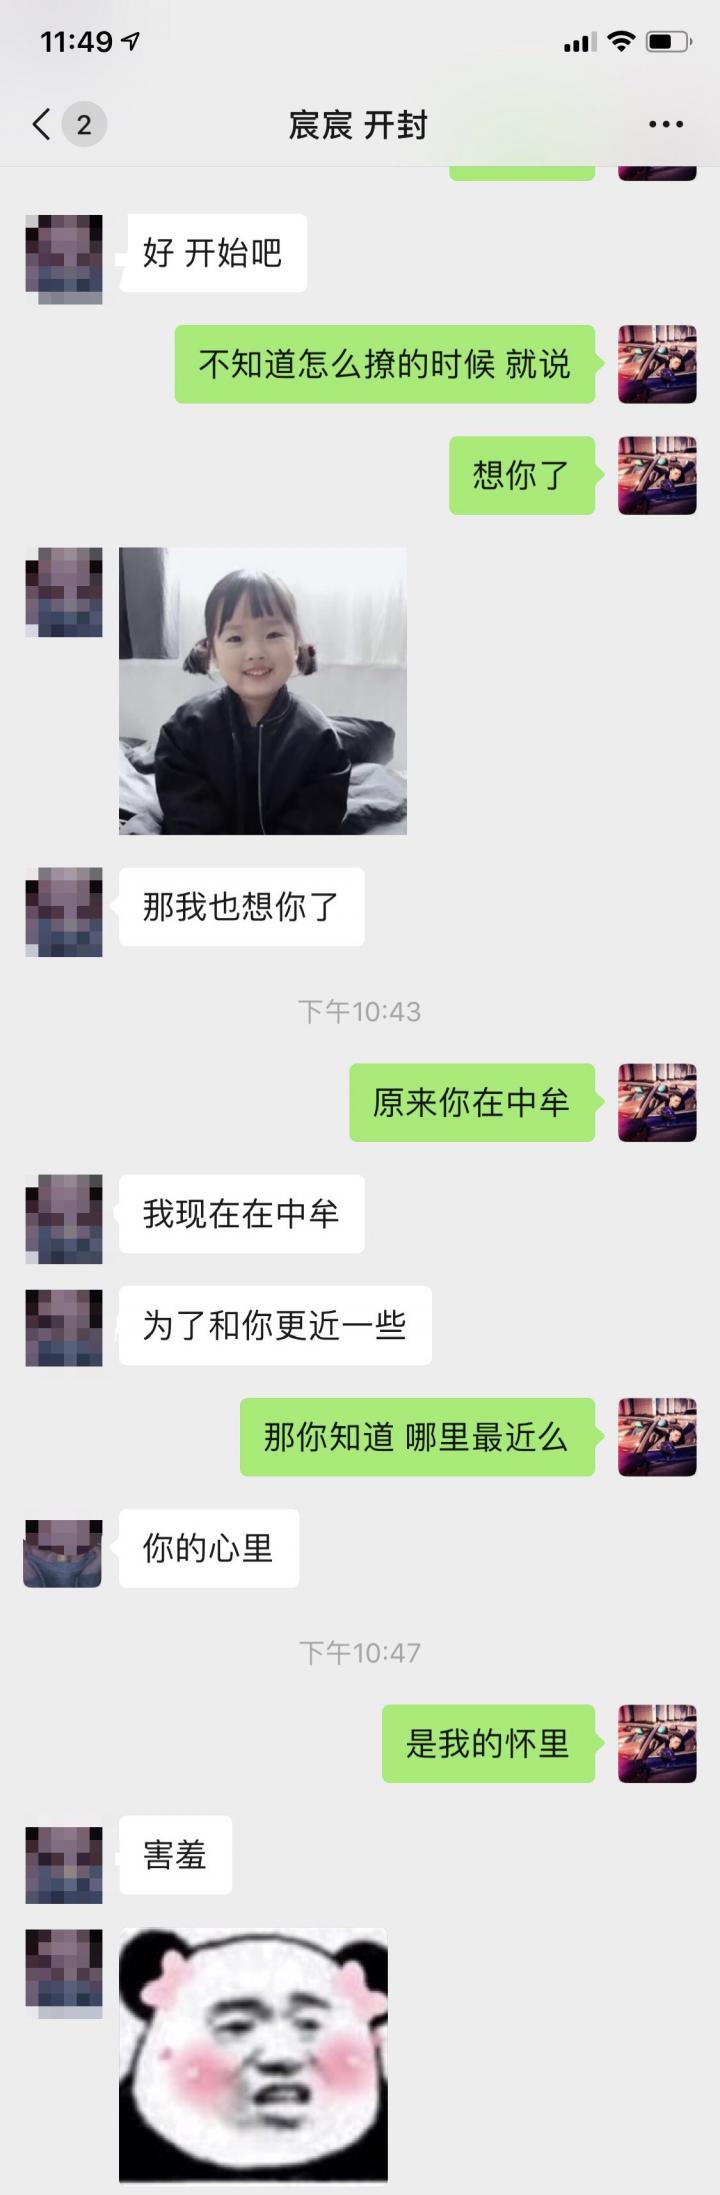 11:49
2
宸宸 开封
好 开始吧
不知道怎么撩的时候 就说
想你了
那我也想你了
下午10:43
原来你在中牟
我现在在中牟
为了和你更近一些
那你知道 哪里最近么
你的心里
下午10:47
是我的怀里
害羞